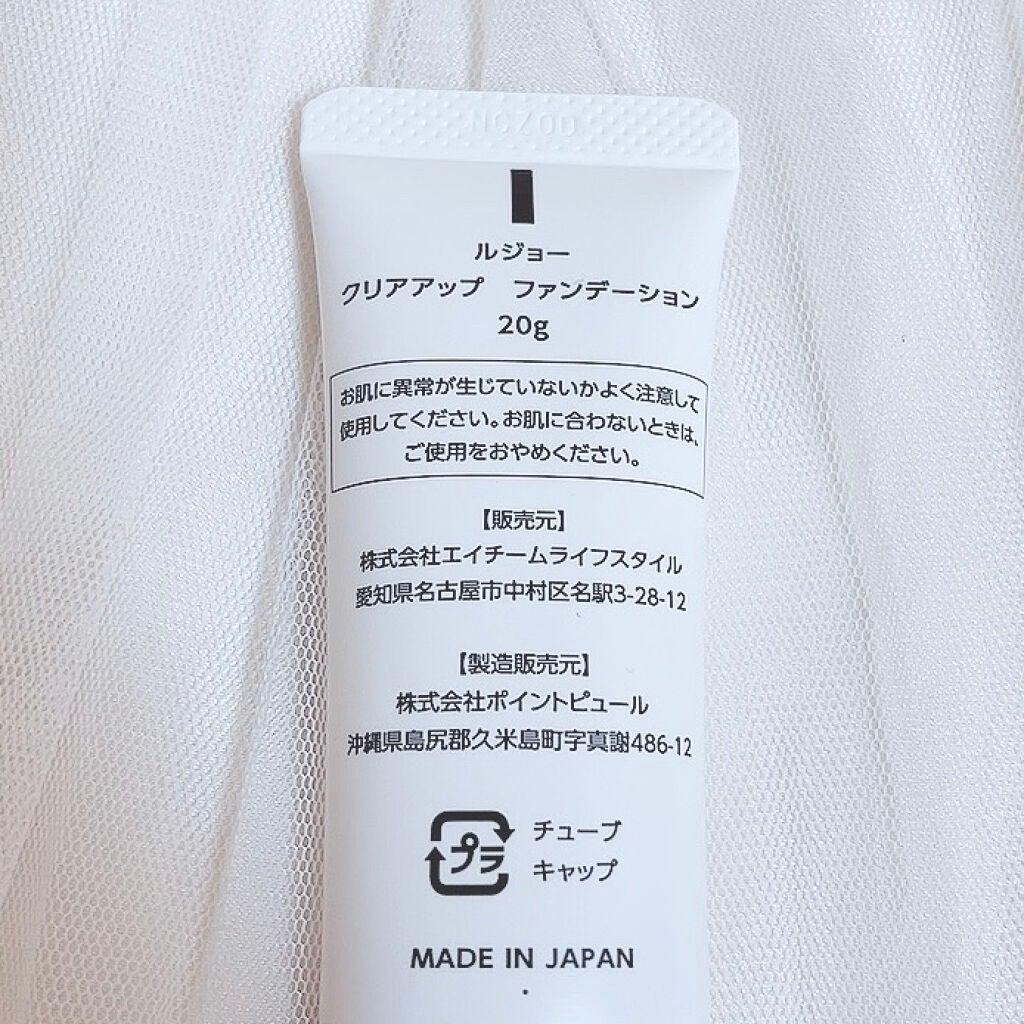 ルジョー
クリアアップ　ファンデーション
20g
お肌に異常が生じていないかよく注意して
使用してください。お肌に合わないときは、
ご使用をおやめください。
【販売元】
株式会社エイチームライフスタイル
愛知県名古屋市中村区名駅3-28-12
【製造販売元】
株式会社ポイントピュール
沖縄県島尻郡久米島町字真謝486-12
プラ
チューブ
キャップ
MADE IN JAPAN